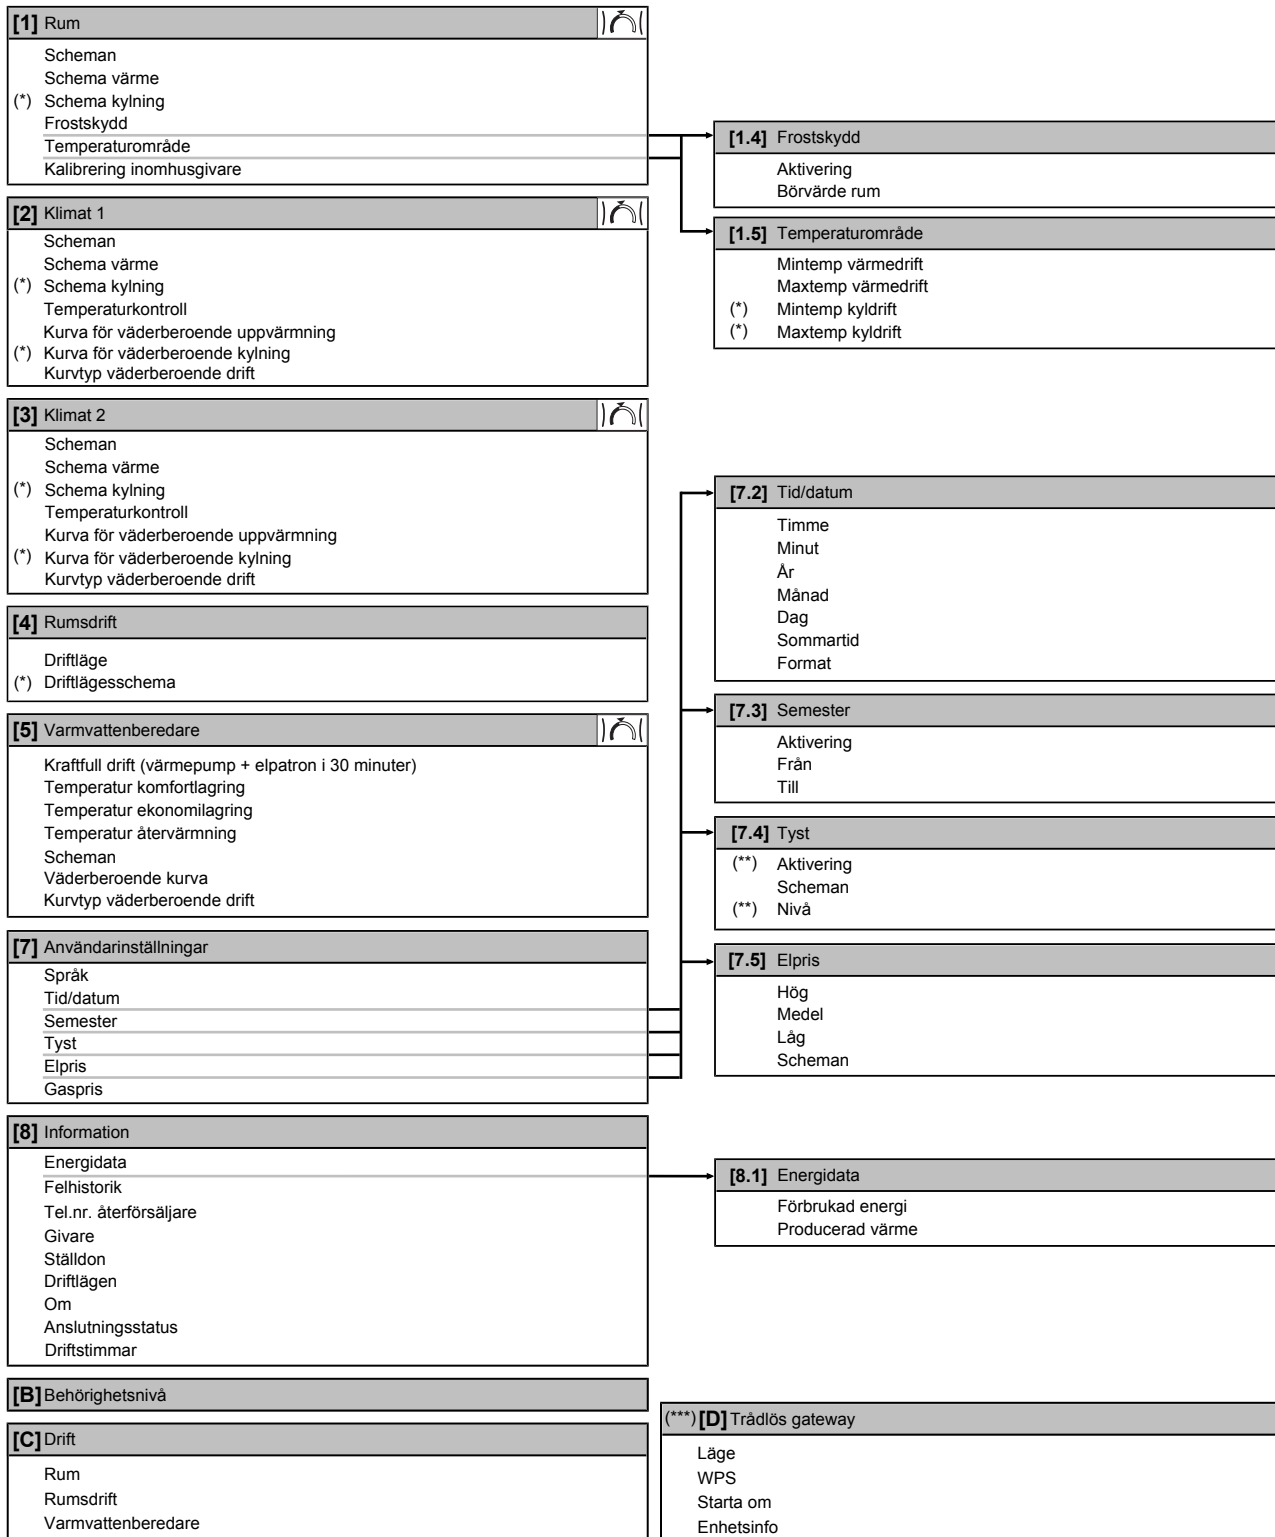 [1] Rum
Scheman
Schema värme
(*) Schema kylning
Frostskydd
Temperaturområde
Kalibrering inomhusgivare
[1.4] Frostskydd
Aktivering
Börvärde rum
[1.5] Temperaturområde
Mintemp värmedrift
Maxtemp värmedrift
(*) Mintemp kyldrift
(*) Maxtemp kyldrift
[2] Klimat 1
Scheman
Schema värme
(*) Schema kylning
Temperaturkontroll
Kurva för väderberoende uppvärmning
(*) Kurva för väderberoende kylning
Kurvtyp väderberoende drift
[3] Klimat 2
Scheman
Schema värme
(*) Schema kylning
Temperaturkontroll
Kurva för väderberoende uppvärmning
(*) Kurva för väderberoende kylning
Kurvtyp väderberoende drift
[4] Rumsdrift
Driftläge
(*) Driftlägesschema
[5] Varmvattenberedare
Kraftfull drift (värmepump + elpatron i 30 minuter)
Temperatur komfortlagring
Temperatur ekonomilagring
Temperatur återvärmning
Scheman
Väderberoende kurva
Kurvtyp väderberoende drift
[7] Användarinställningar
Språk
Tid/datum
Semester
Tyst
Elpris
Gaspris
[7.2] Tid/datum
Timme
Minut
År
Månad
Dag
Sommartid
Format
[7.3] Semester
Aktivering
Från
Till
[7.4] Tyst
(**) Aktivering
Scheman
(**) Nivå
[7.5] Elpris
Hög
Medel
Låg
Scheman
[8] Information
Energidata
Felhistorik
Tel.nr. återförsäljare
Givare
Ställdon
Driftlägen
Om
Anslutningsstatus
Driftstimmar
[8.1] Energidata
Förbrukad energi
Producerad värme
[B] Behörighetsnivå
[C] Drift
Rum
Rumsdrift
Varmvattenberedare
(***) [D] Trådlös gateway
Läge
WPS
Starta om
Enhetsinfo